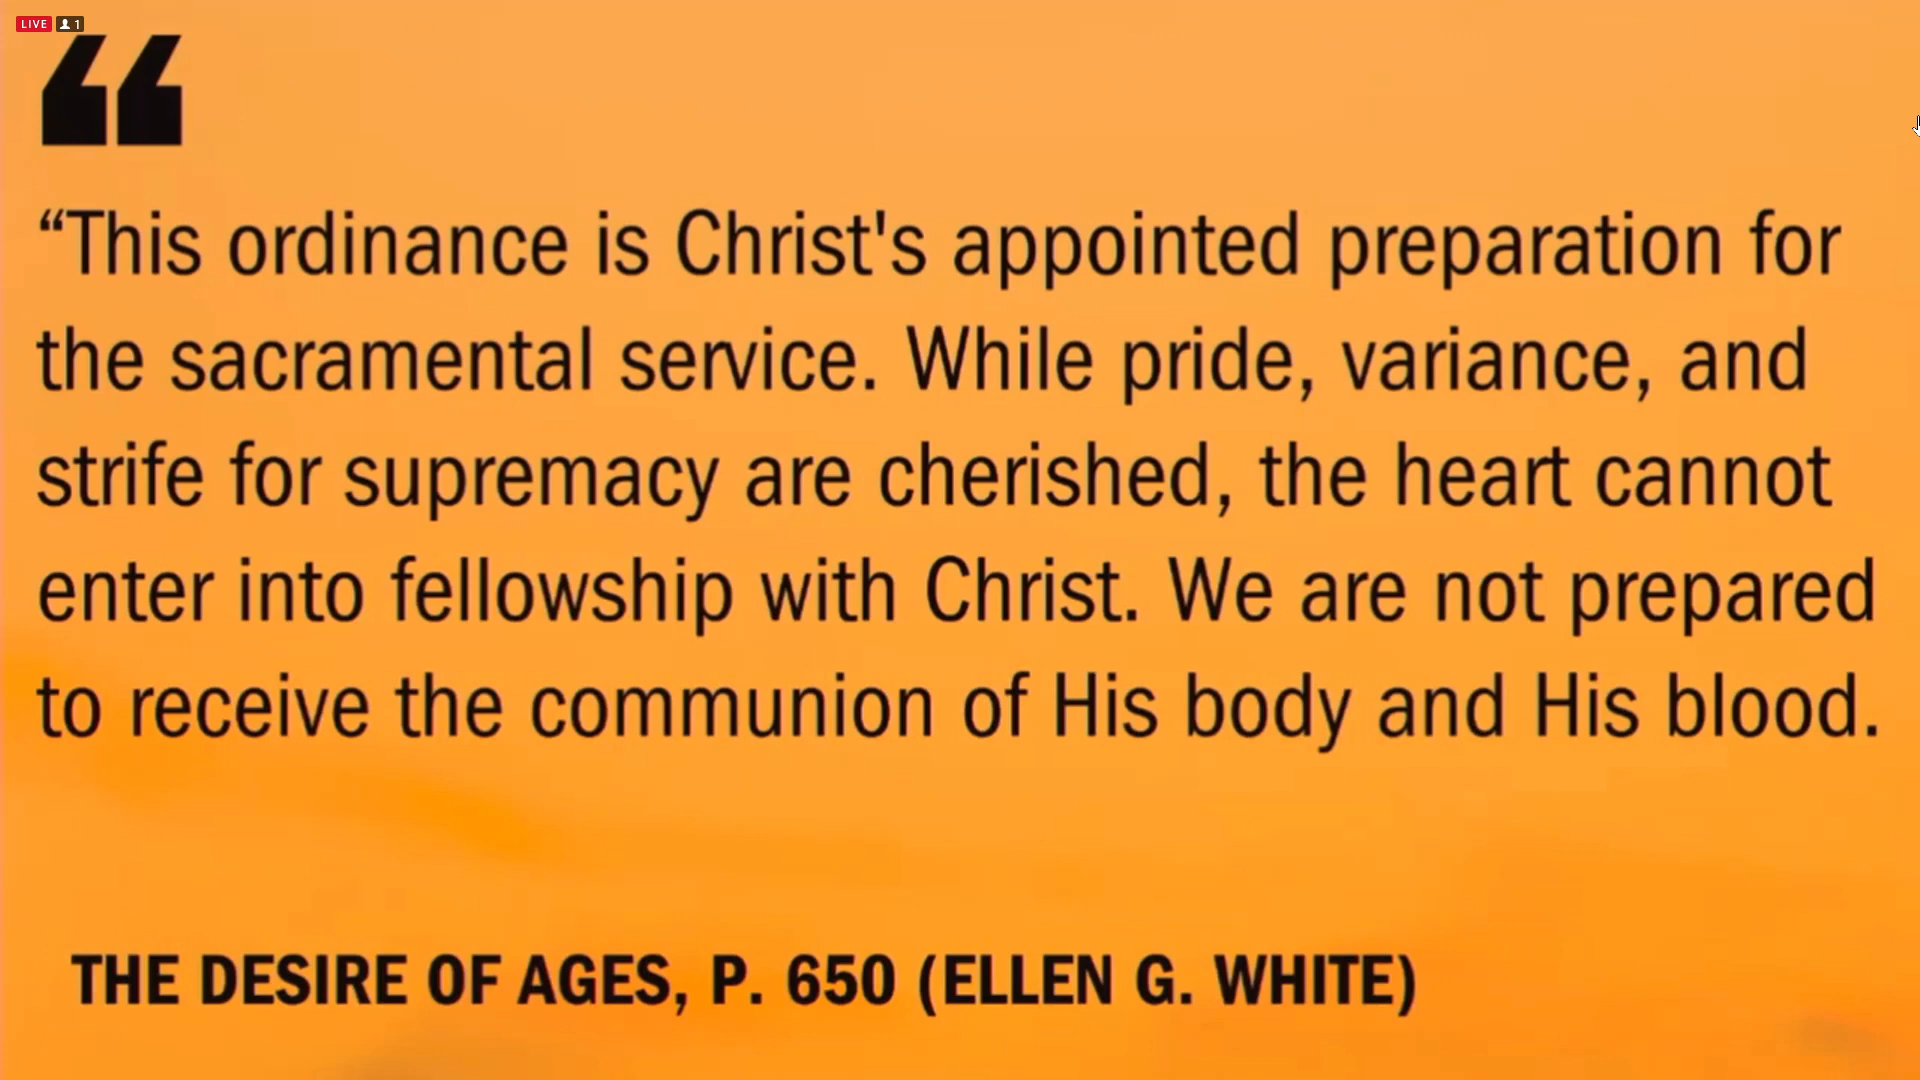 LIVE 1
“
“This ordinance is Christ's appointed preparation for
the sacramental service. While pride, variance, and
strife for supremacy are cherished, the heart cannot
enter into fellowship with Christ. We are not prepared
to receive the communion of His body and His blood.
THE DESIRE OF AGES, P. 650 (ELLEN G. WHITE)